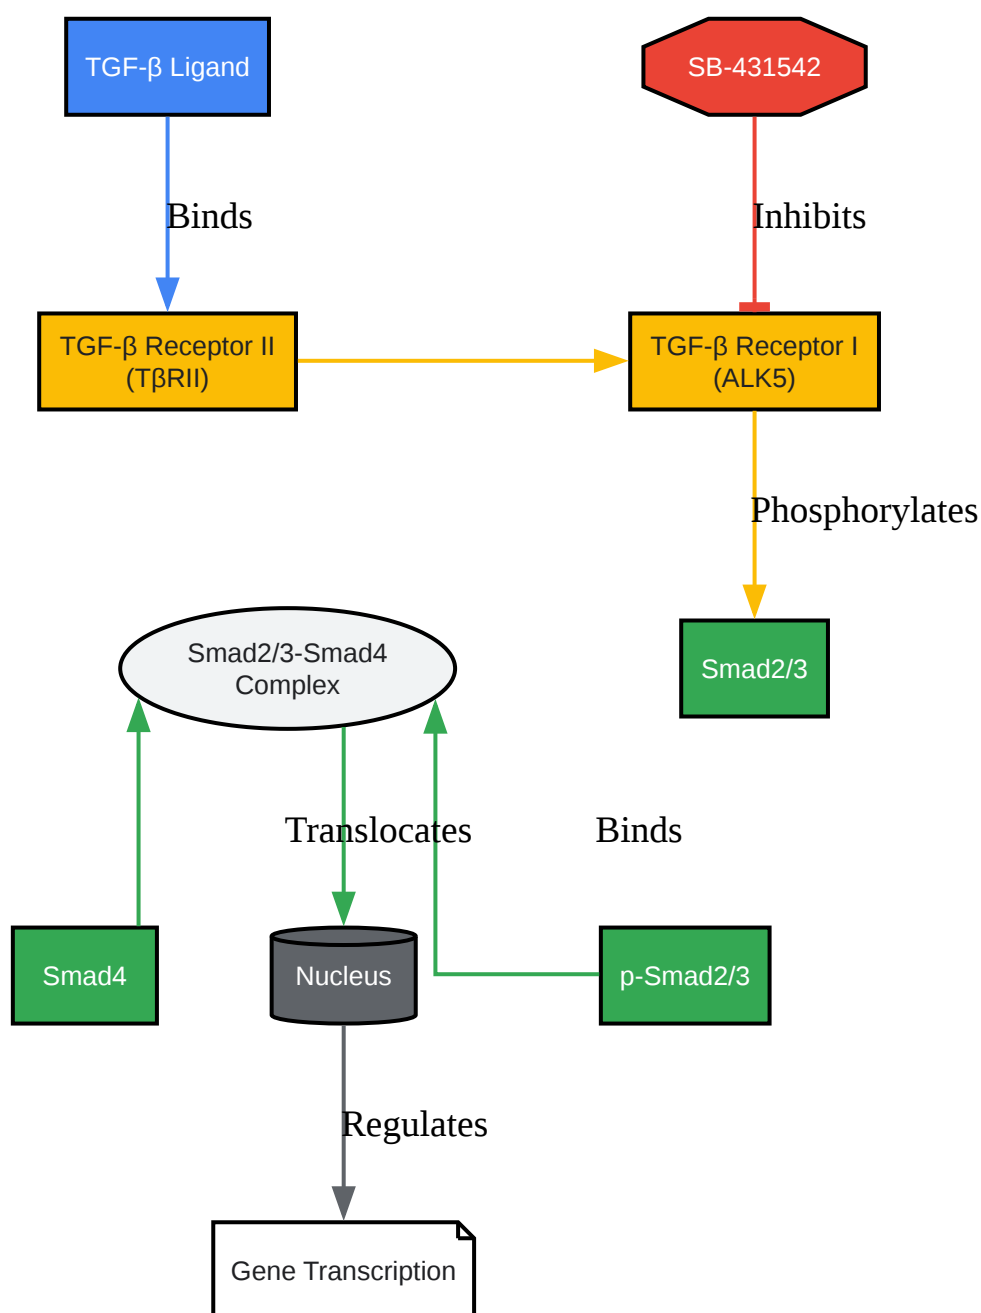 TGF-β Ligand
SB-431542
Binds
Inhibits
TGF-β Receptor II
(TβRII)
TGF-β Receptor I
(ALK5)
Phosphorylates
Smad2/3-Smad4
Complex
Smad2/3
Translocates
Binds
Smad4
Nucleus
p-Smad2/3
Regulates
Gene Transcription